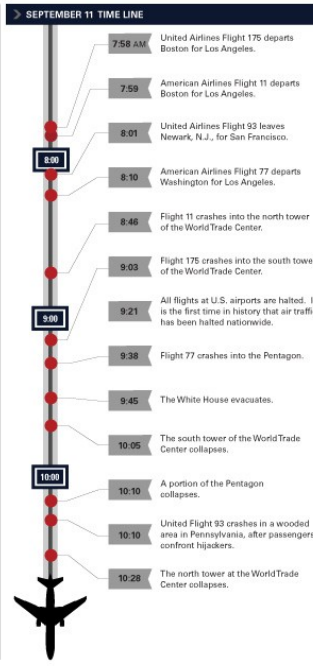 SEPTEMBER 11 TIME LINE
7:58 AM
United Airlines Flight 175 departs
Boston for Los Angeles.
7:59
American Airlines Flight 11 departs
Boston for Los Angeles.
8:00
8:01
United Airlines Flight 93 leaves
Newark, N.J., for San Francisco.
8:10
American Airlines Flight 77 departs
Washington for Los Angeles.
8:46
Flight 11 crashes into the north tower
of the World Trade Center.
9:00
9:03
Flight 175 crashes into the south towe
of the World Trade Center.
9:21
All flights at U.S. airports are halted. I
is the first time in history that air traffi
has been halted nationwide.
9:38
Flight 77 crashes into the Pentagon.
9:45
The White House evacuates.
10:05
The south tower of the World Trade
Center collapses.
10:00
10:10
A portion of the Pentagon
collapses.
10:10
United Flight 93 crashes in a wooded
area in Pennsylvania, after passengers
confront hijackers.
10:28
The north tower at the World Trade
Center collapses.